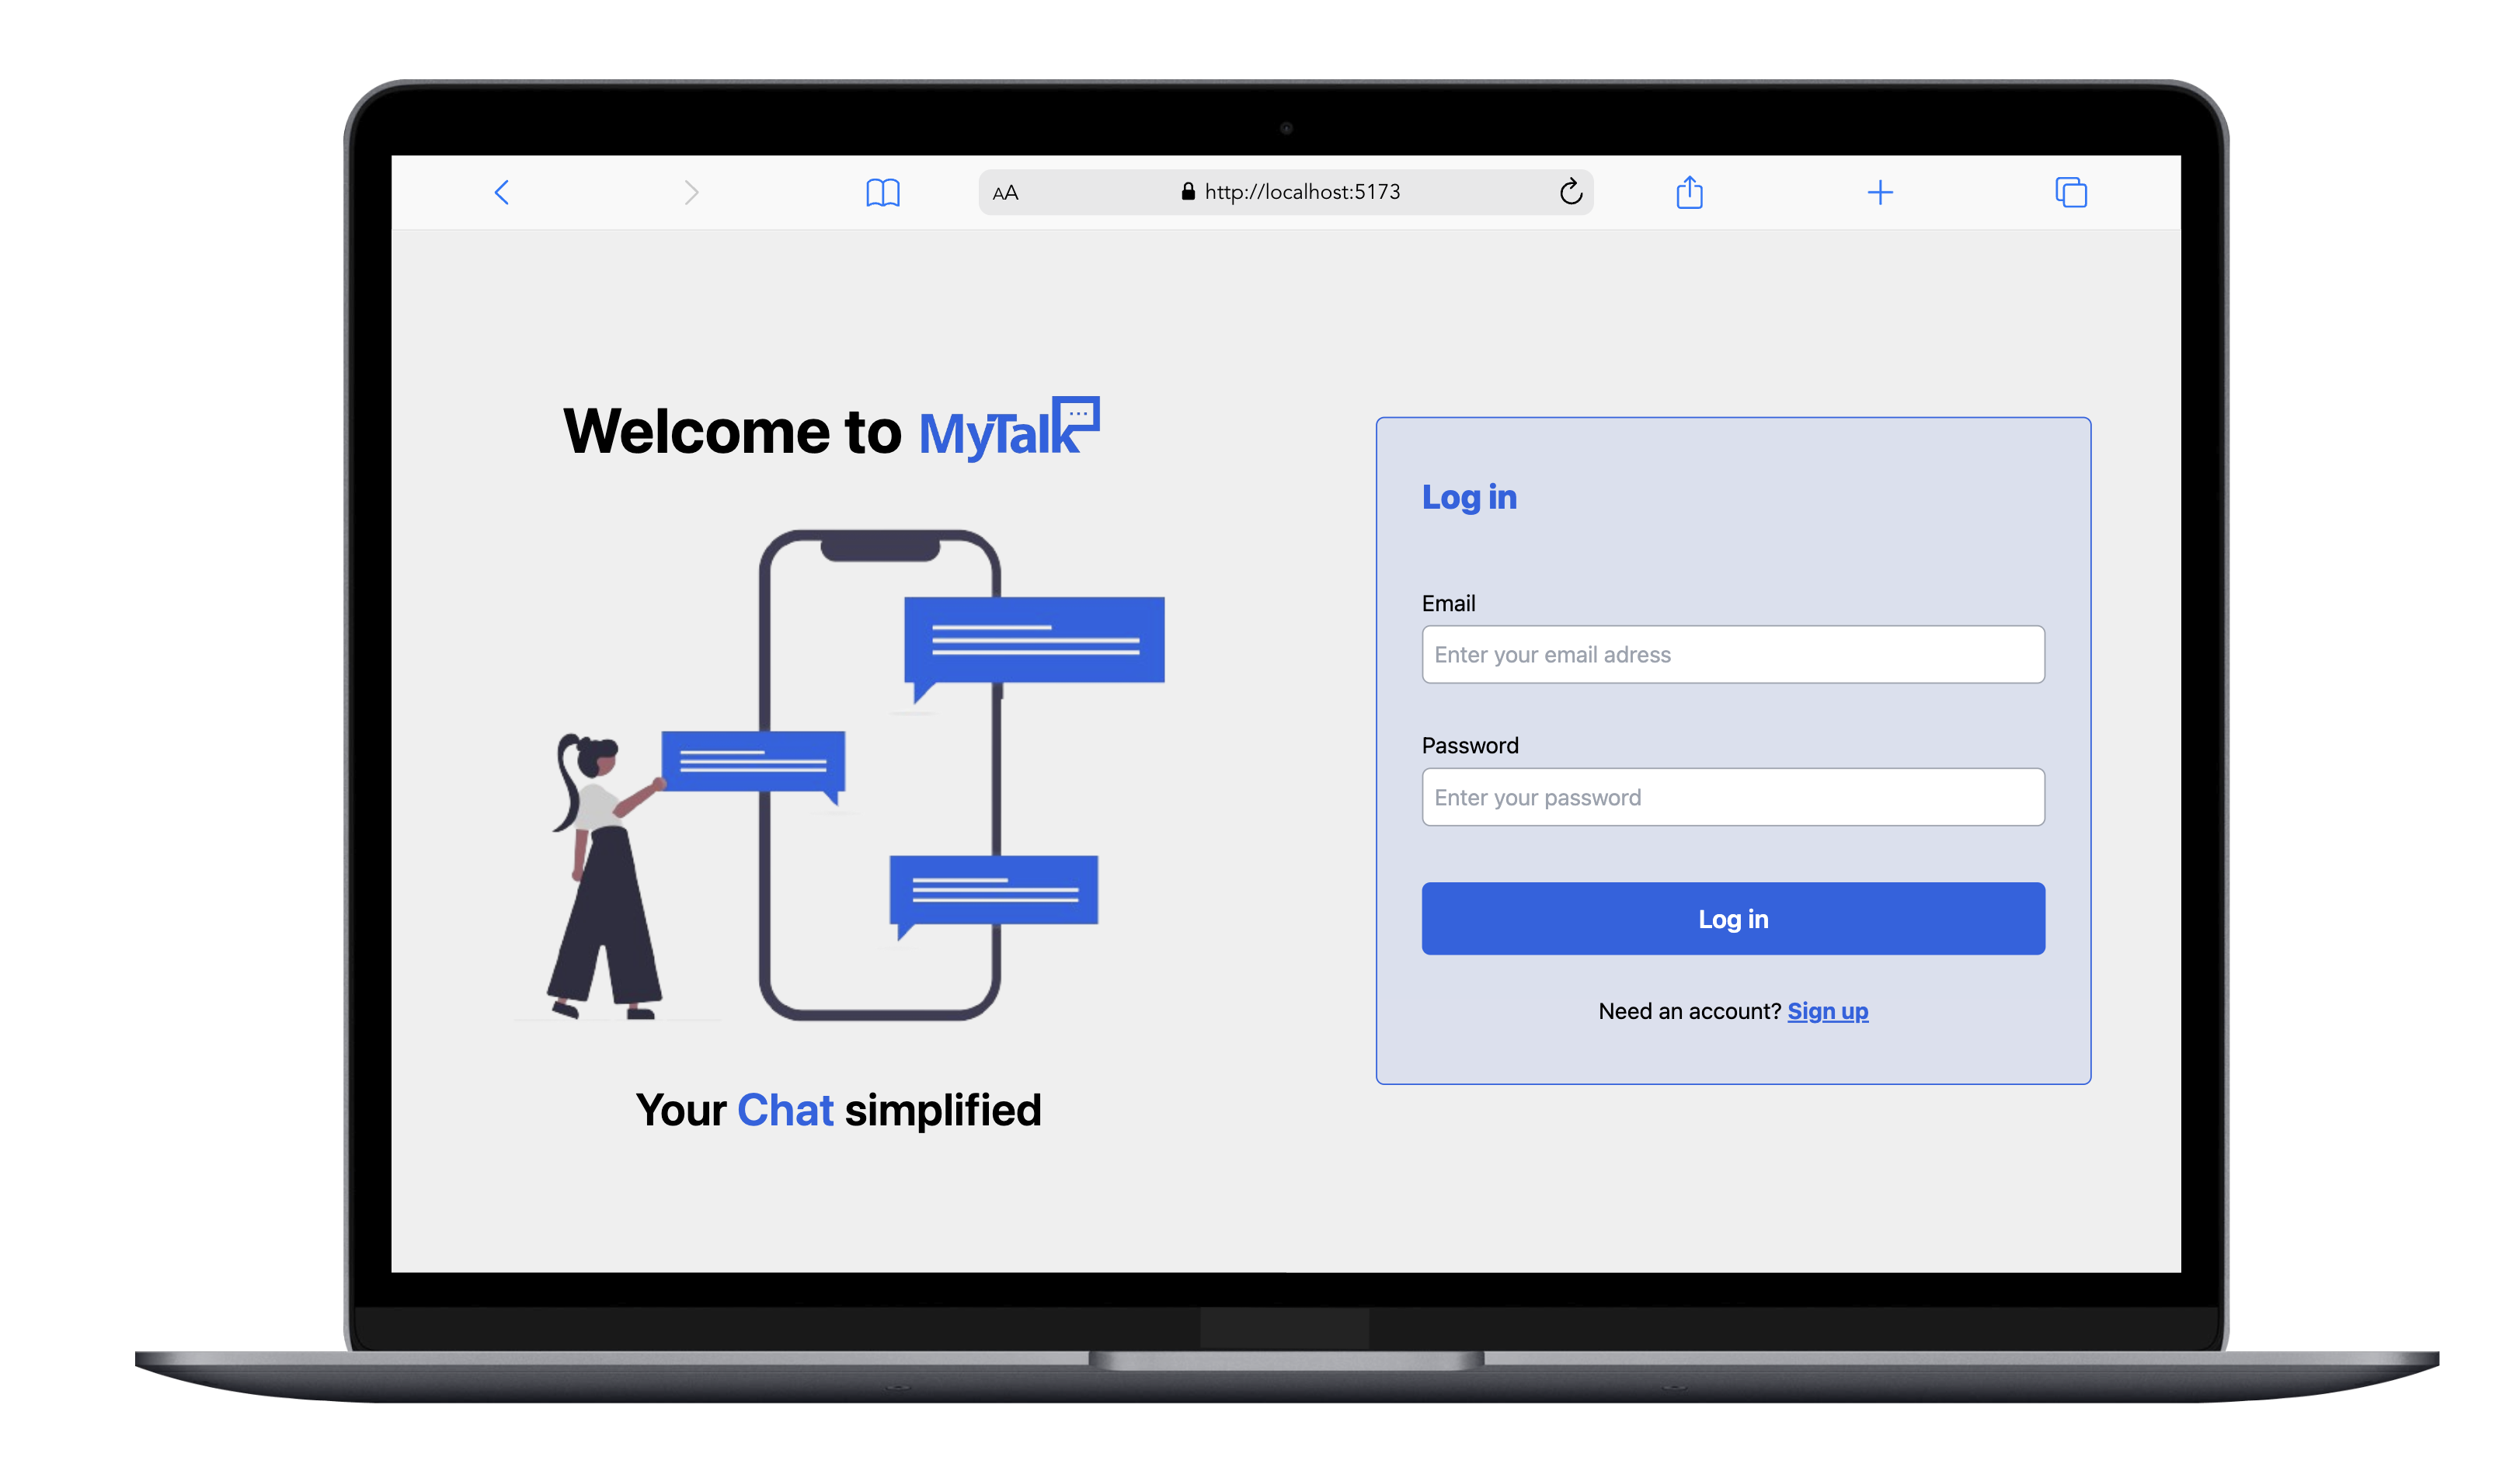 AA http://localhost:5173
Welcome to MyTalk
Your Chat simplified
Log in
Email
Enter your email adress
Password
Enter your password
Log in
Need an account? Sign up